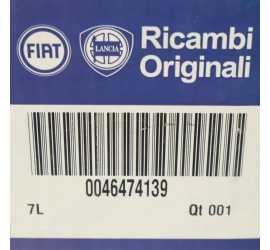 FIAT
LANCIA
Ricambi
Originali
0046474139
7L Qt 001